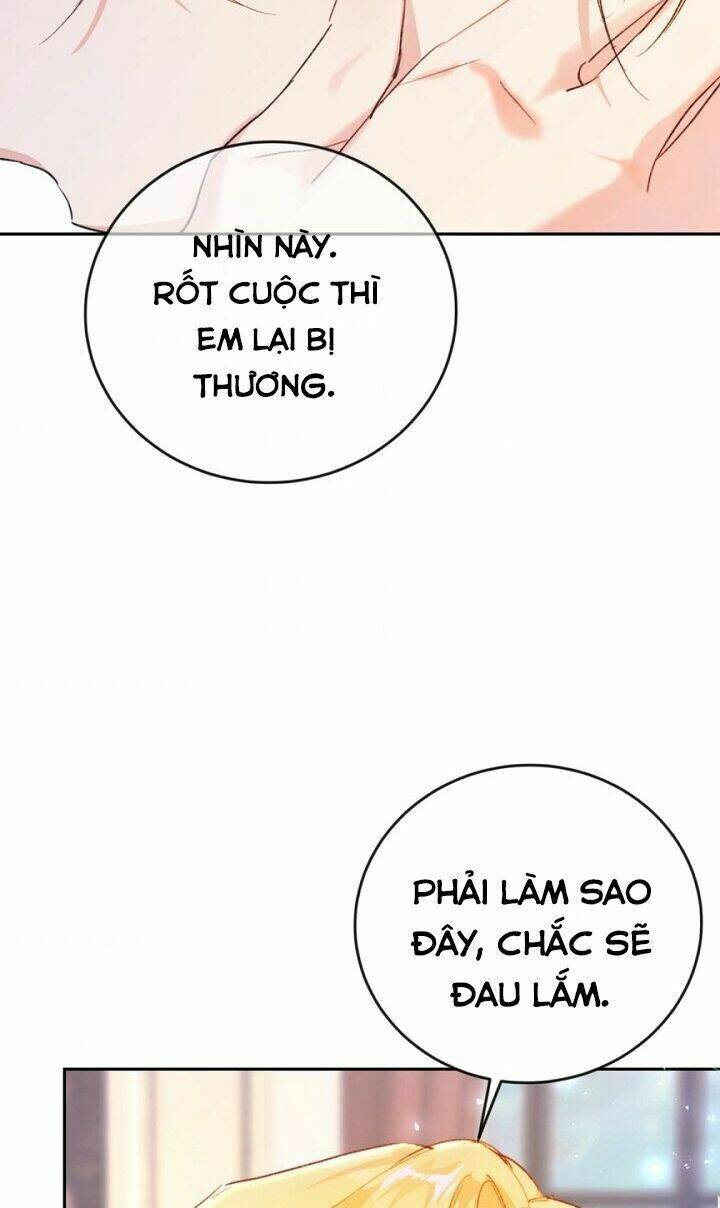 NHÌN NÀY.
RỐT CUỘC THÌ
EM LẠI BỊ
THƯƠNG.
PHẢI LÀM SAO
ĐÂY, CHẮC SẼ
ĐAU LẮM.